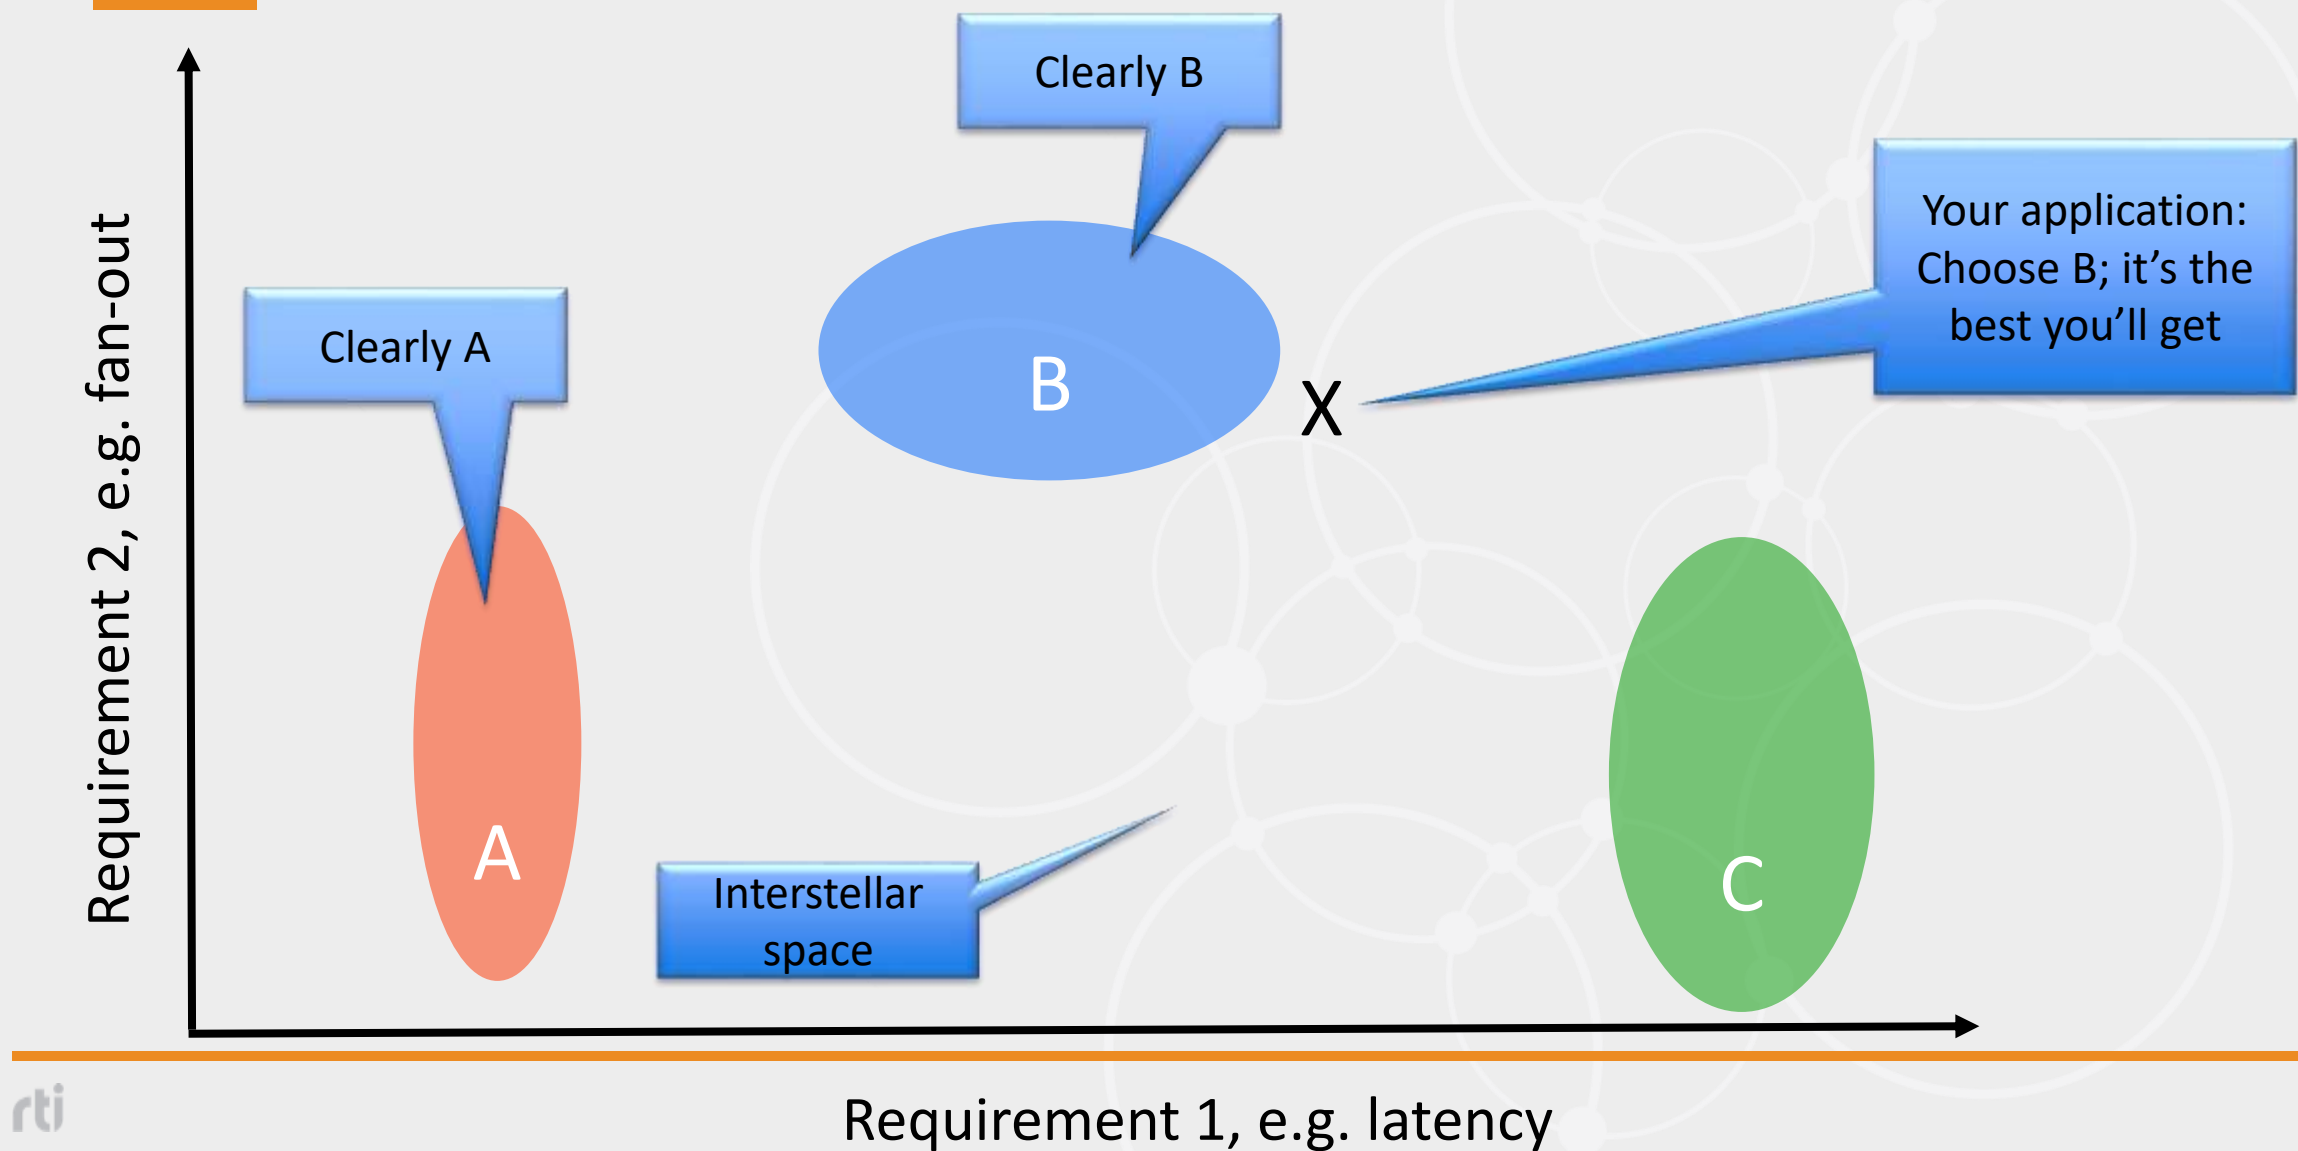 Clearly B
Your application:
Choose B; it’s the
best you’ll get
Clearly A
B
X
Requirement 2, e.g. fan-out
A
C
Interstellar
space
rti
Requirement 1, e.g. latency